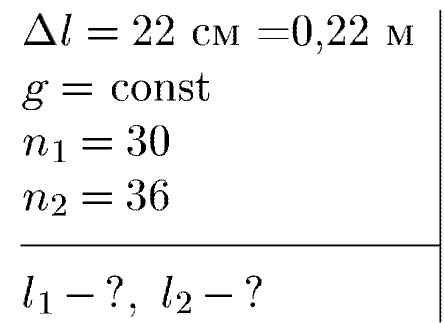 Δl = 22 см =0,22 м
g = const
n₁ = 30
n₂ = 36
l₁ – ?, l₂ – ?